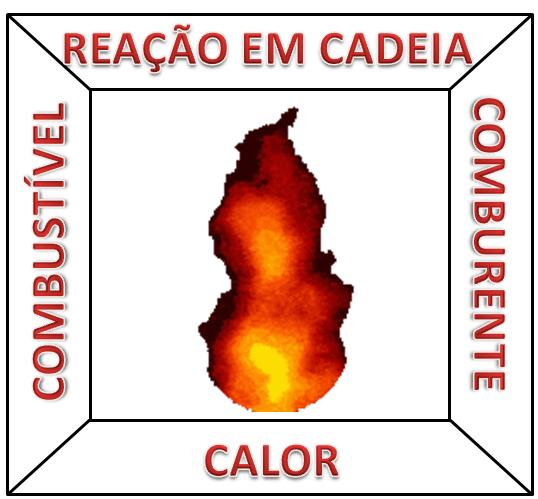 REAÇÃO EM CADEIA
COMBUSTÍVEL
COMBURENTE
CALOR